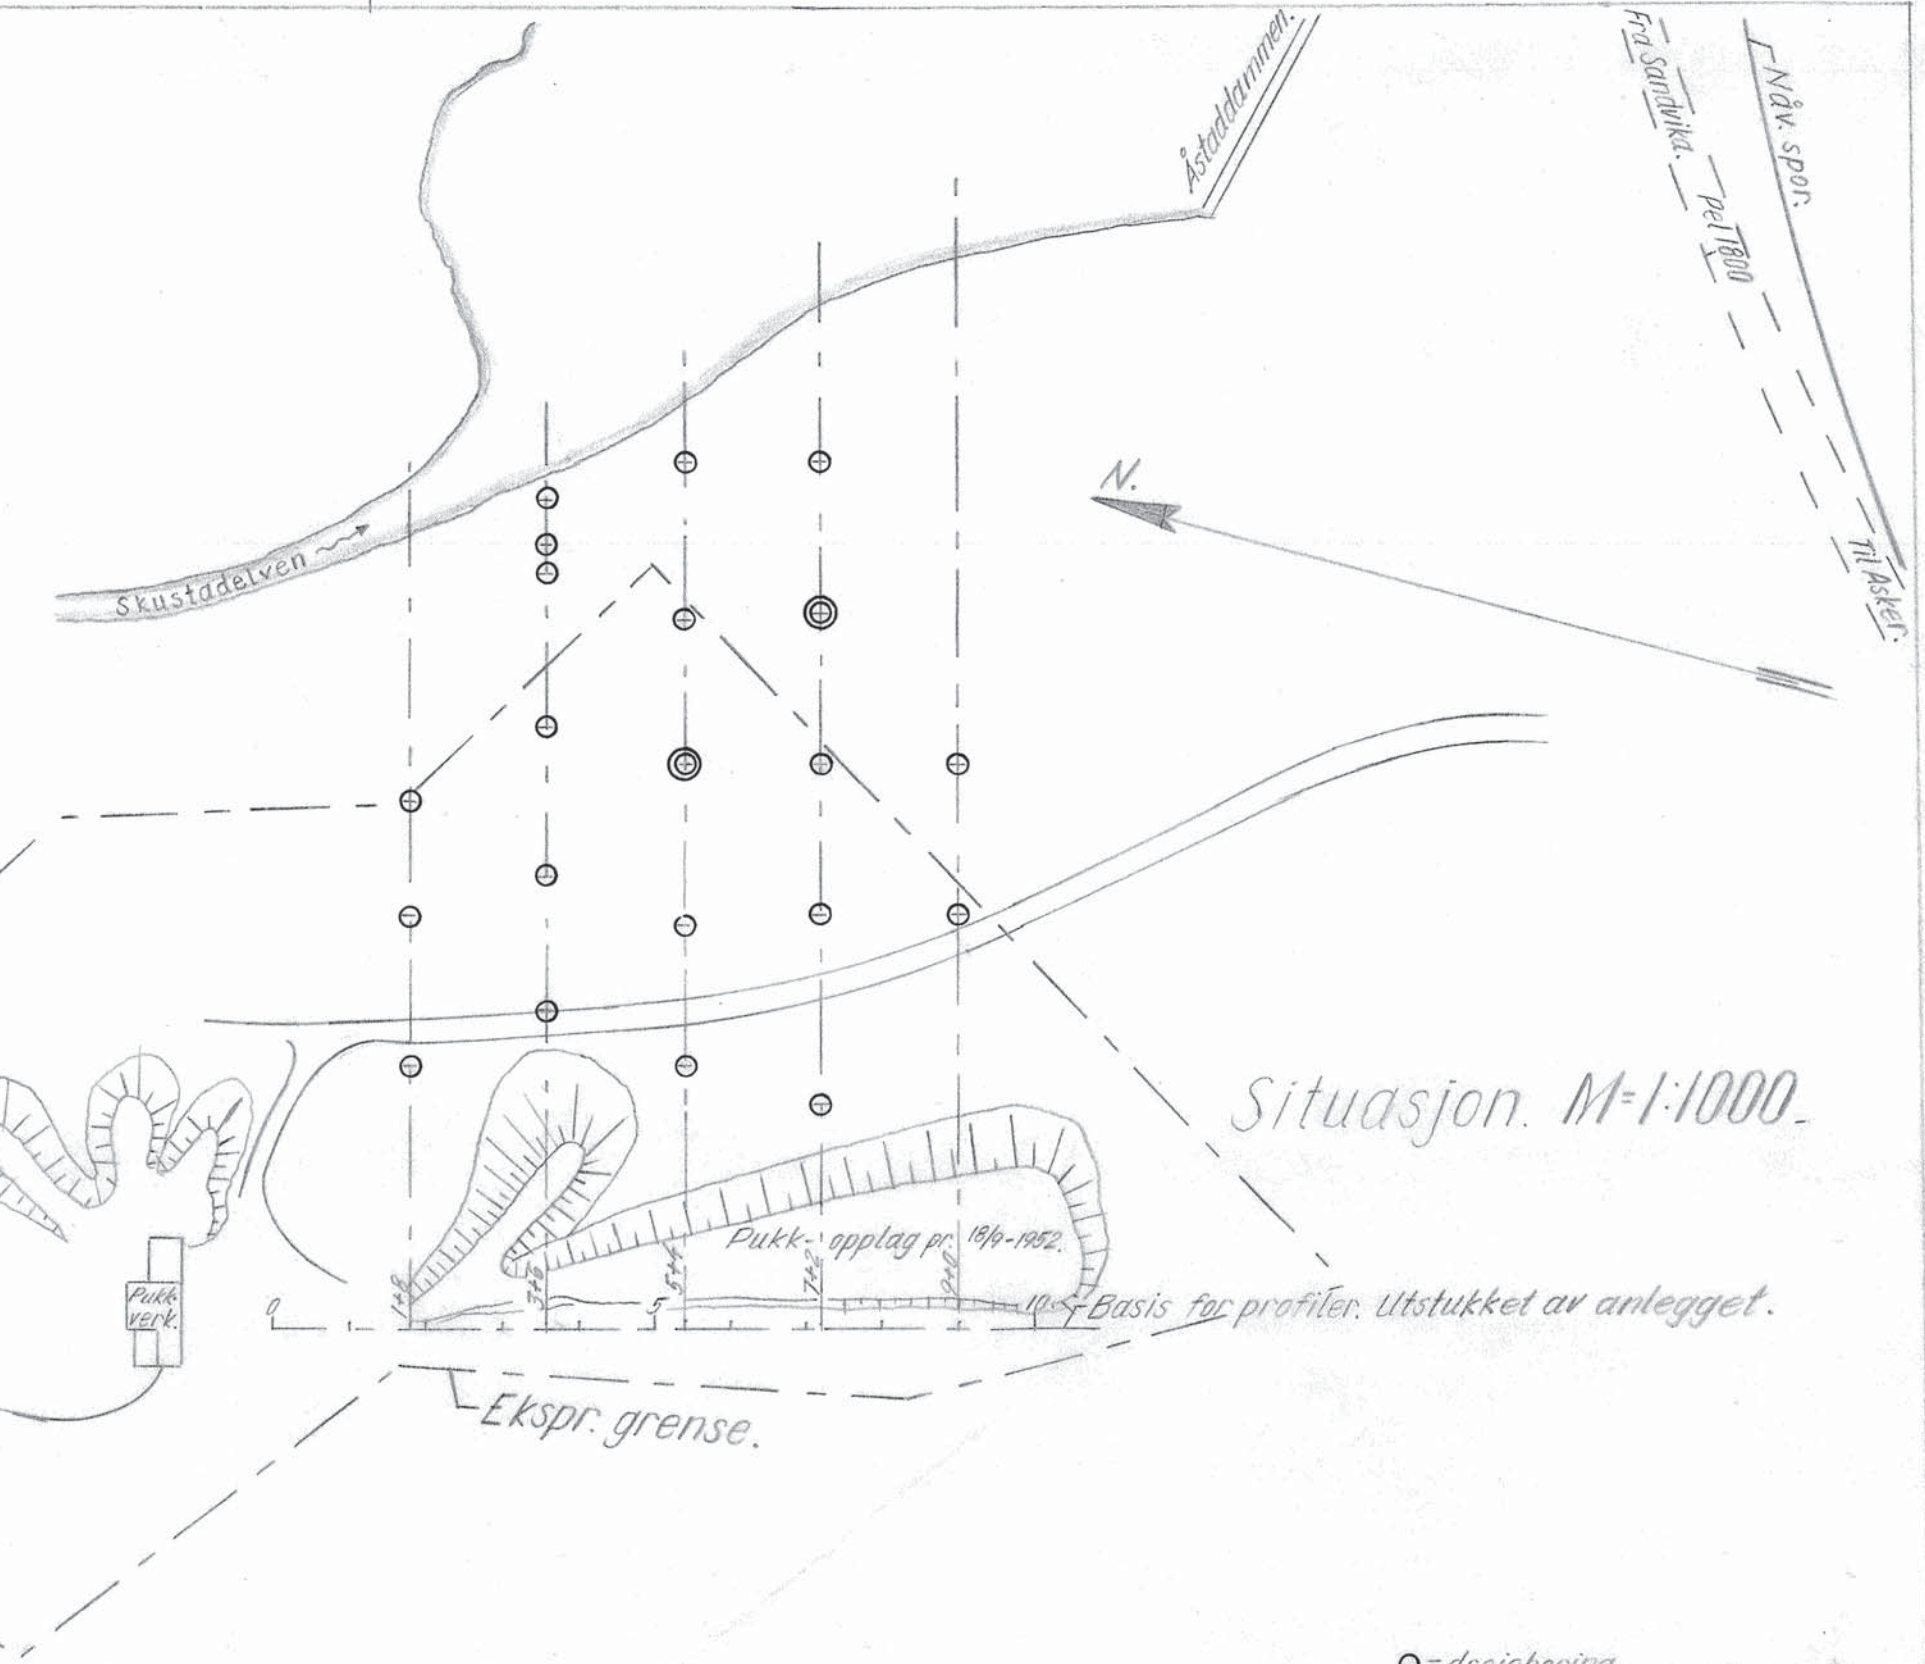 Åstaddammen.
Fra Sandvika.
pel 1800
Til Asker.
Nåv. spor.
N.
Skustadelven
Situasjon. M=1:1000.
Pukk-opplag pr. 18/9-1952.
Pukk-
verk.
0
1+8
3+6
5
5+4
7+2
9+0
10
Basis for profiler. Utstukket av anlegget.
Ekspr. grense.
O = dreieboring